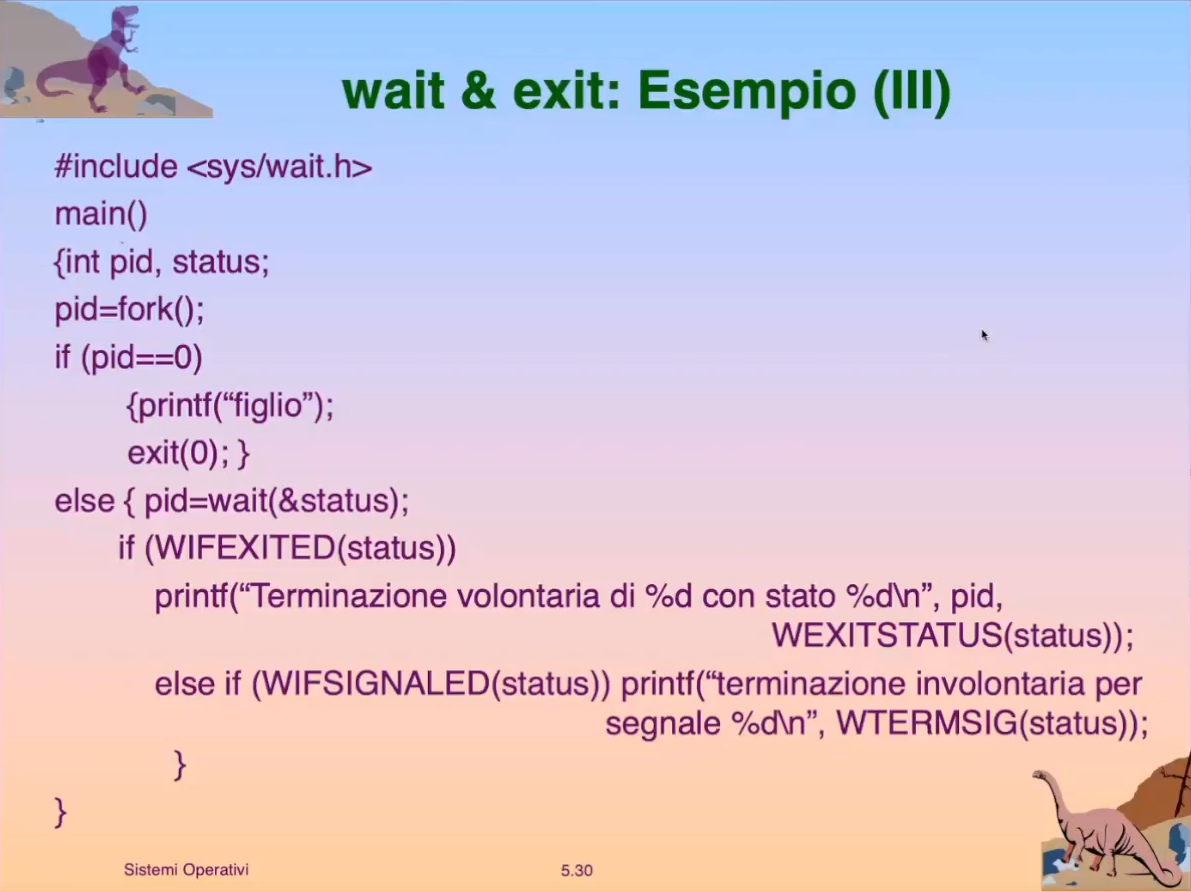 wait & exit: Esempio (III)
#include <sys/wait.h>
main()
{int pid, status;
pid=fork();
if (pid==0)
{printf(“figlio”);
exit(0); }
else { pid=wait(&status);
if (WIFEXITED(status))
printf(“Terminazione volontaria di %d con stato %d\n”, pid,
WEXITSTATUS(status));
else if (WIFSIGNALED(status)) printf(“terminazione involontaria per
segnale %d\n”, WTERMSIG(status));
}
}
Sistemi Operativi
5.30